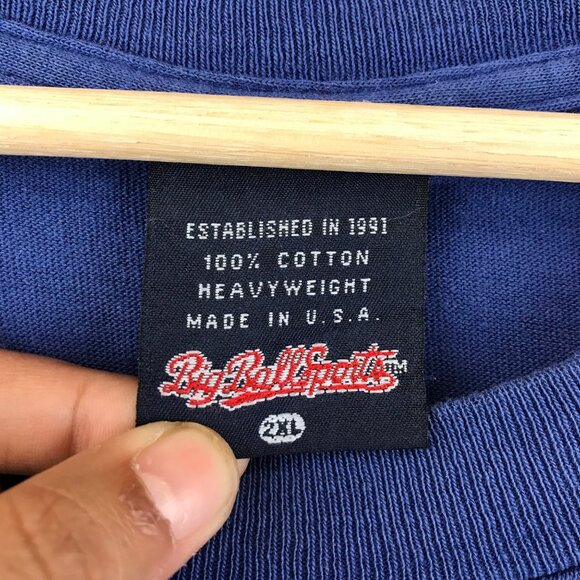 ESTABLISHED IN 1991
100% COTTON
HEAVYWEIGHT
MADE IN U.S.A.
Big Ball Sports™
2XL